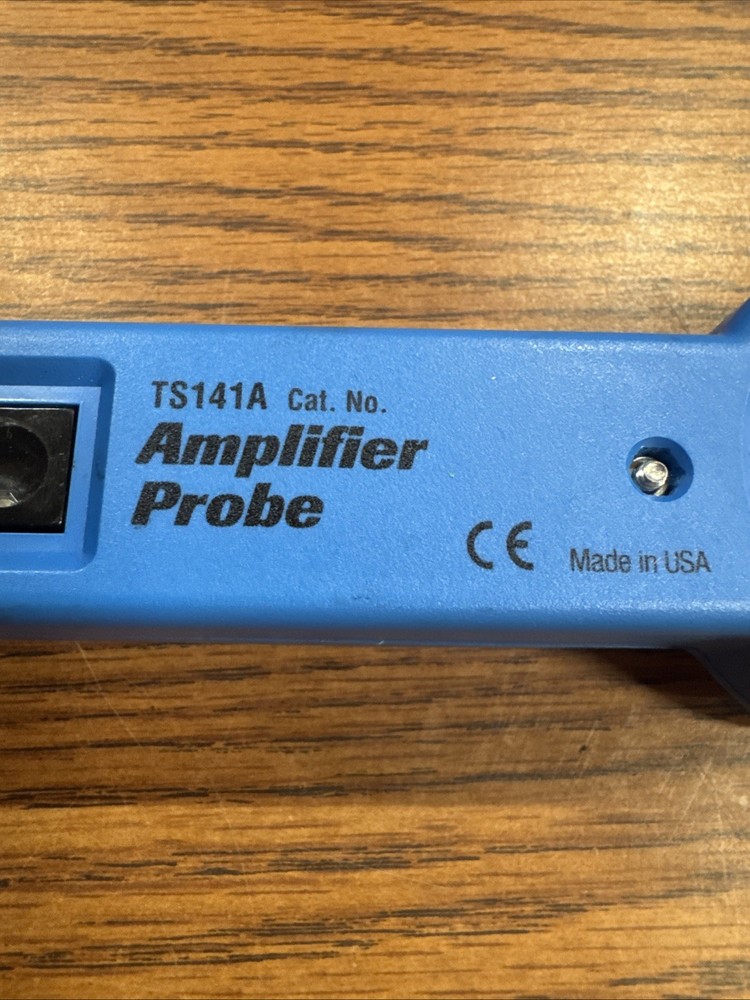 TS141A Cat. No.
Amplifier
Probe
CE Made in USA